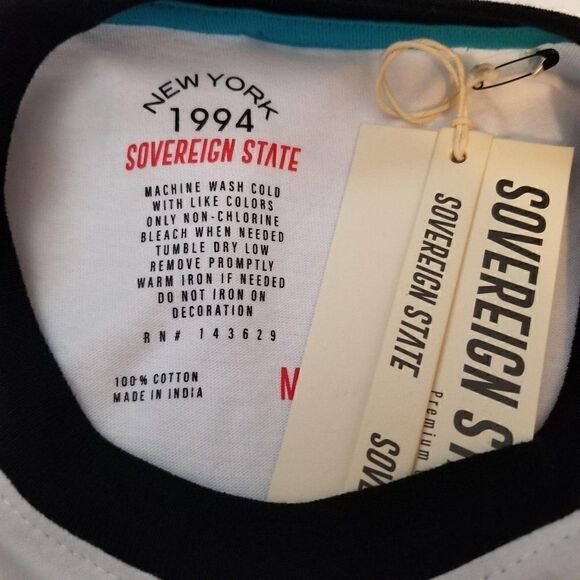 NEW YORK
1994
SOVEREIGN STATE
MACHINE WASH COLD
WITH LIKE COLORS
ONLY NON-CHLORINE
BLEACH WHEN NEEDED
TUMBLE DRY LOW
REMOVE PROMPTLY
WARM IRON IF NEEDED
DO NOT IRON ON
DECORATION
RN# 143629
100% COTTON
MADE IN INDIA
M
SOVEREIGN STATE
SOVEREIGN S
Premium
SOVE